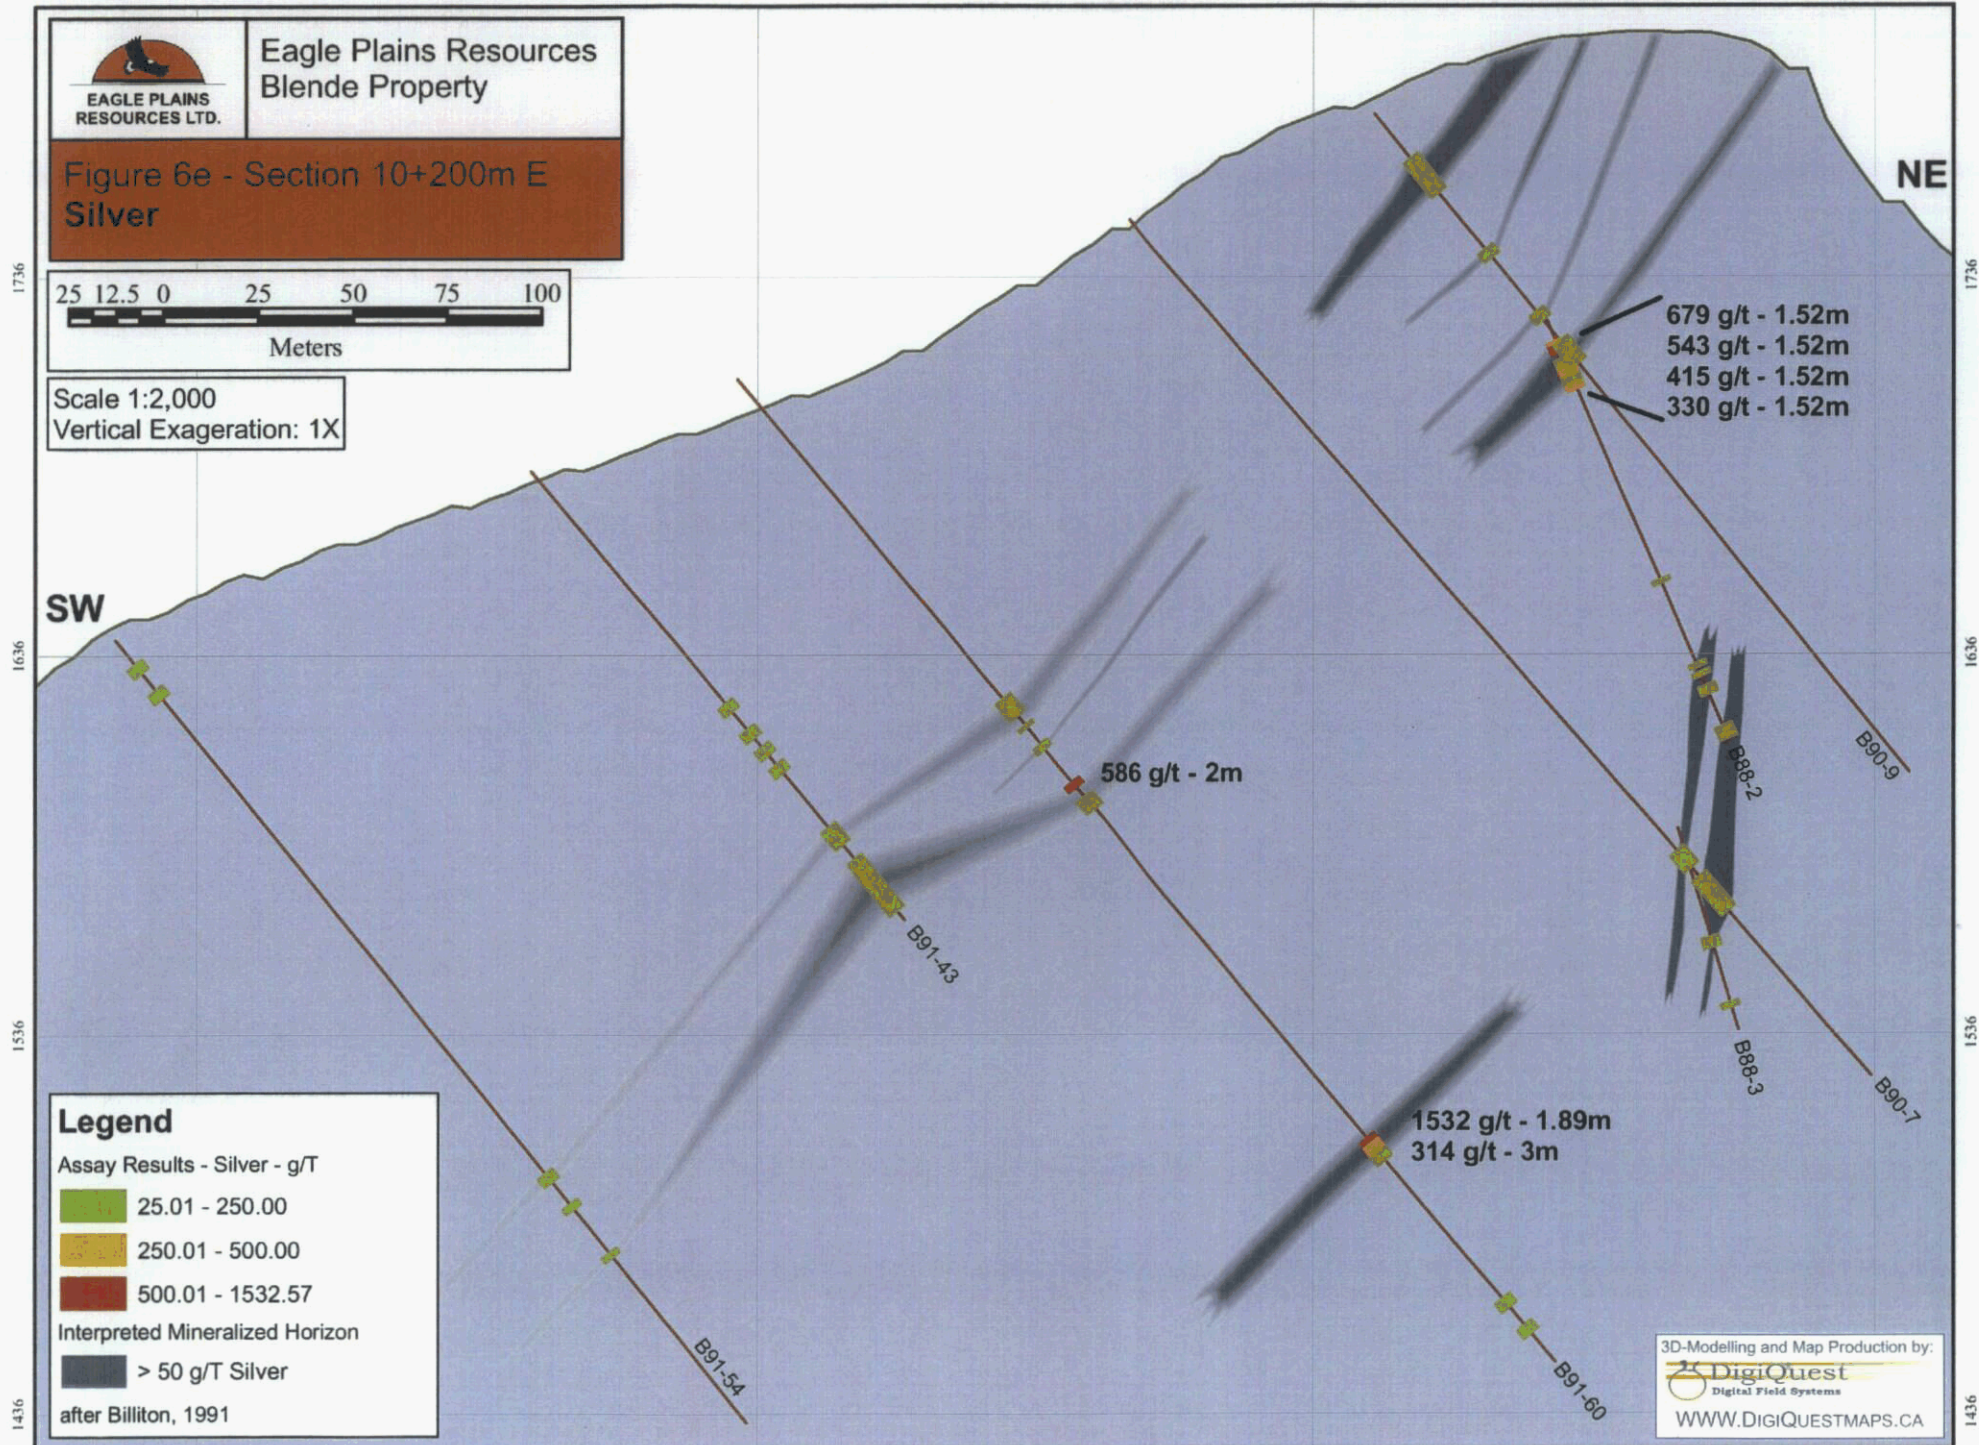 EAGLE PLAINS
RESOURCES LTD.
Eagle Plains Resources
Blende Property
Figure 6e - Section 10+200m E
Silver
25 12.5 0 25 50 75 100
Meters
Scale 1:2,000
Vertical Exageration: 1X
SW
NE
1736
1636
1536
1436
1736
1636
1536
1436
679 g/t - 1.52m
543 g/t - 1.52m
415 g/t - 1.52m
330 g/t - 1.52m
586 g/t - 2m
1532 g/t - 1.89m
314 g/t - 3m
B90-9
B88-2
B91-43
B88-3
B90-7
B91-54
B91-60
Legend
Assay Results - Silver - g/T
25.01 - 250.00
250.01 - 500.00
500.01 - 1532.57
Interpreted Mineralized Horizon
> 50 g/T Silver
after Billiton, 1991
3D-Modelling and Map Production by:
DigiQuest
Digital Field Systems
WWW.DIGIQUESTMAPS.CA